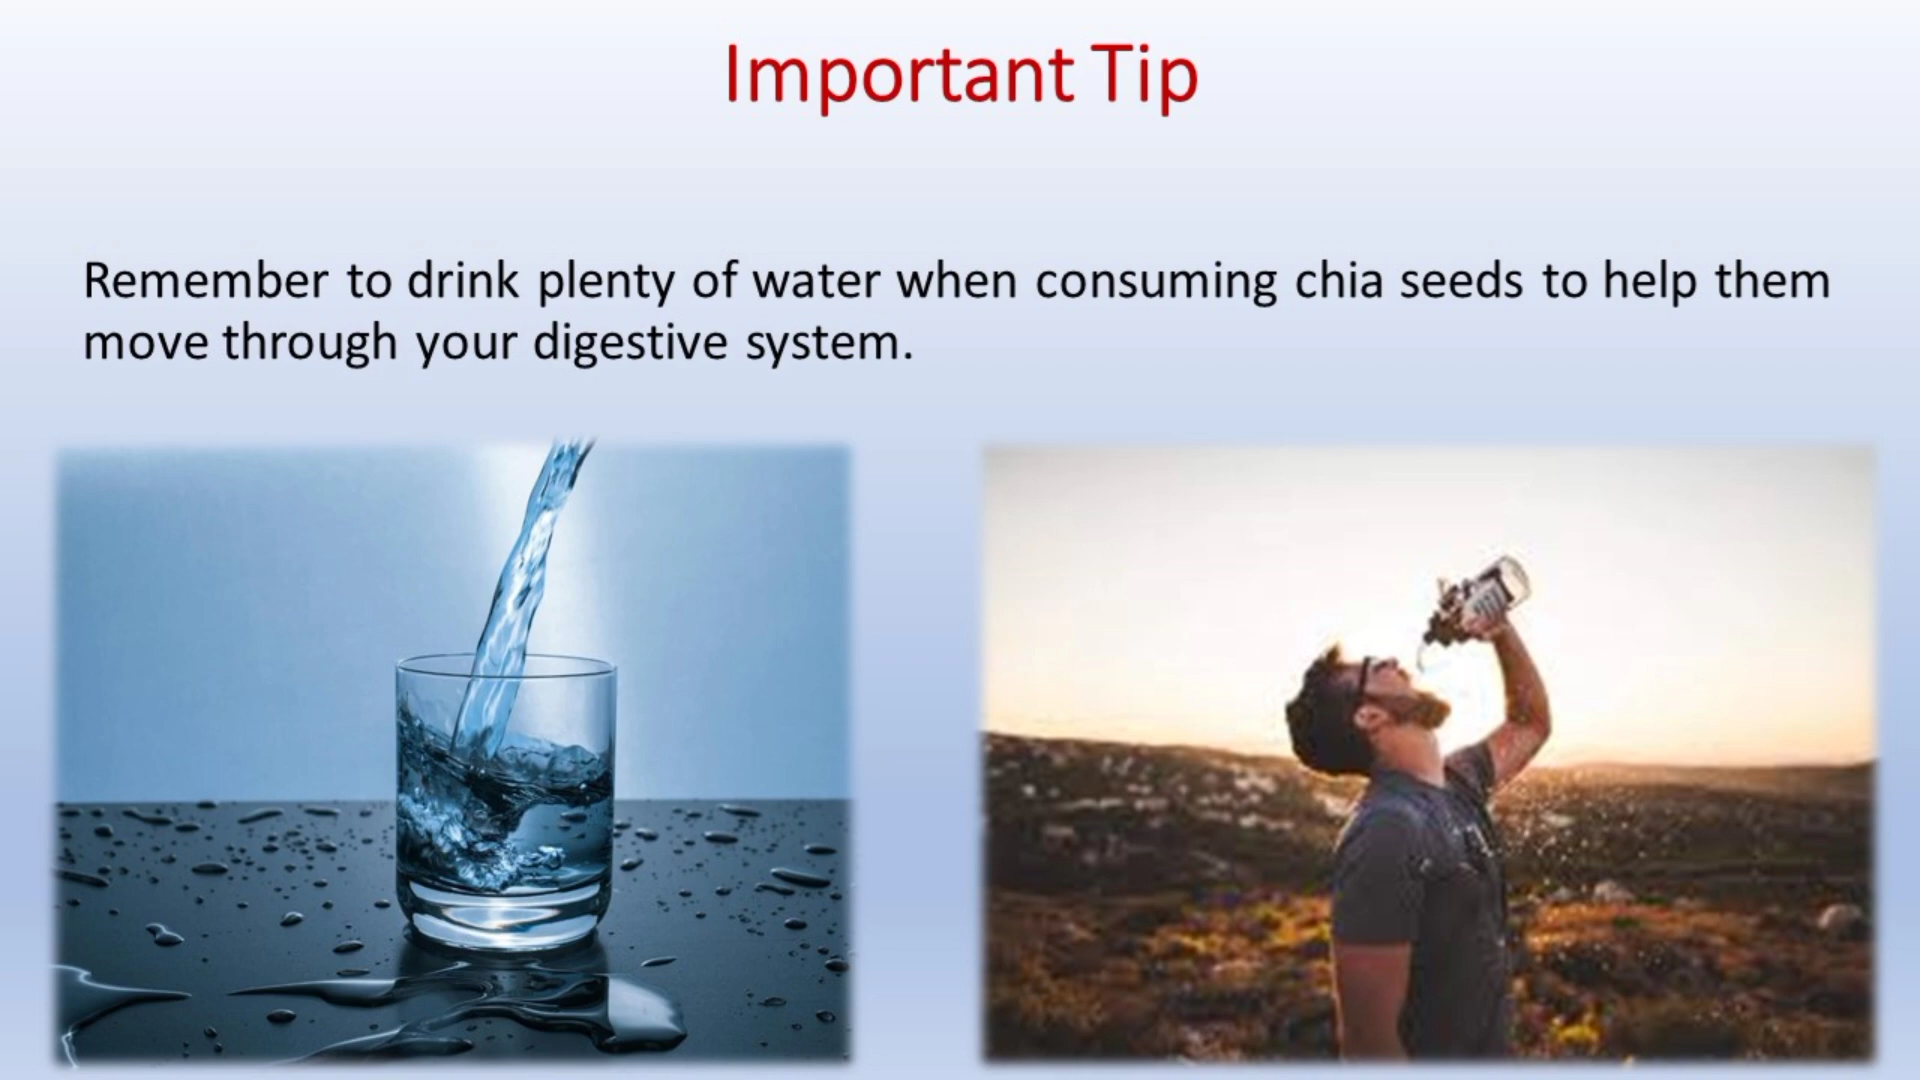 Important Tip
Remember to drink plenty of water when consuming chia seeds to help them
move through your digestive system.